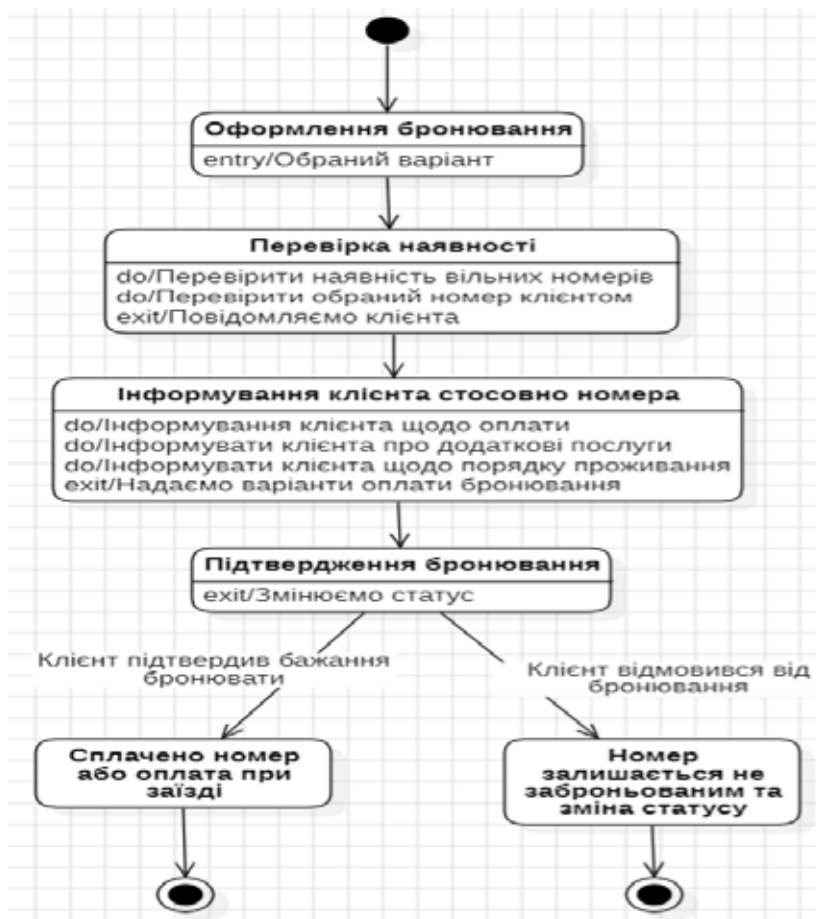 Оформлення бронювання
entry/Обраний варіант
Перевірка наявності
do/Перевірити наявність вільних номерів
do/Перевірити обраний номер клієнтом
exit/Повідомляємо клієнта
Інформування клієнта стосовно номера
do/Інформування клієнта щодо оплати
do/Інформувати клієнта про додаткові послуги
do/Інформувати клієнта щодо порядку проживання
exit/Надаємо варіанти оплати бронювання
Підтвердження бронювання
exit/Змінюємо статус
Клієнт підтвердив бажання
бронювати
Клієнт відмовився від
бронювання
Сплачено номер
або оплата при
заїзді
Номер
залишається не
заброньованим та
зміна статусу